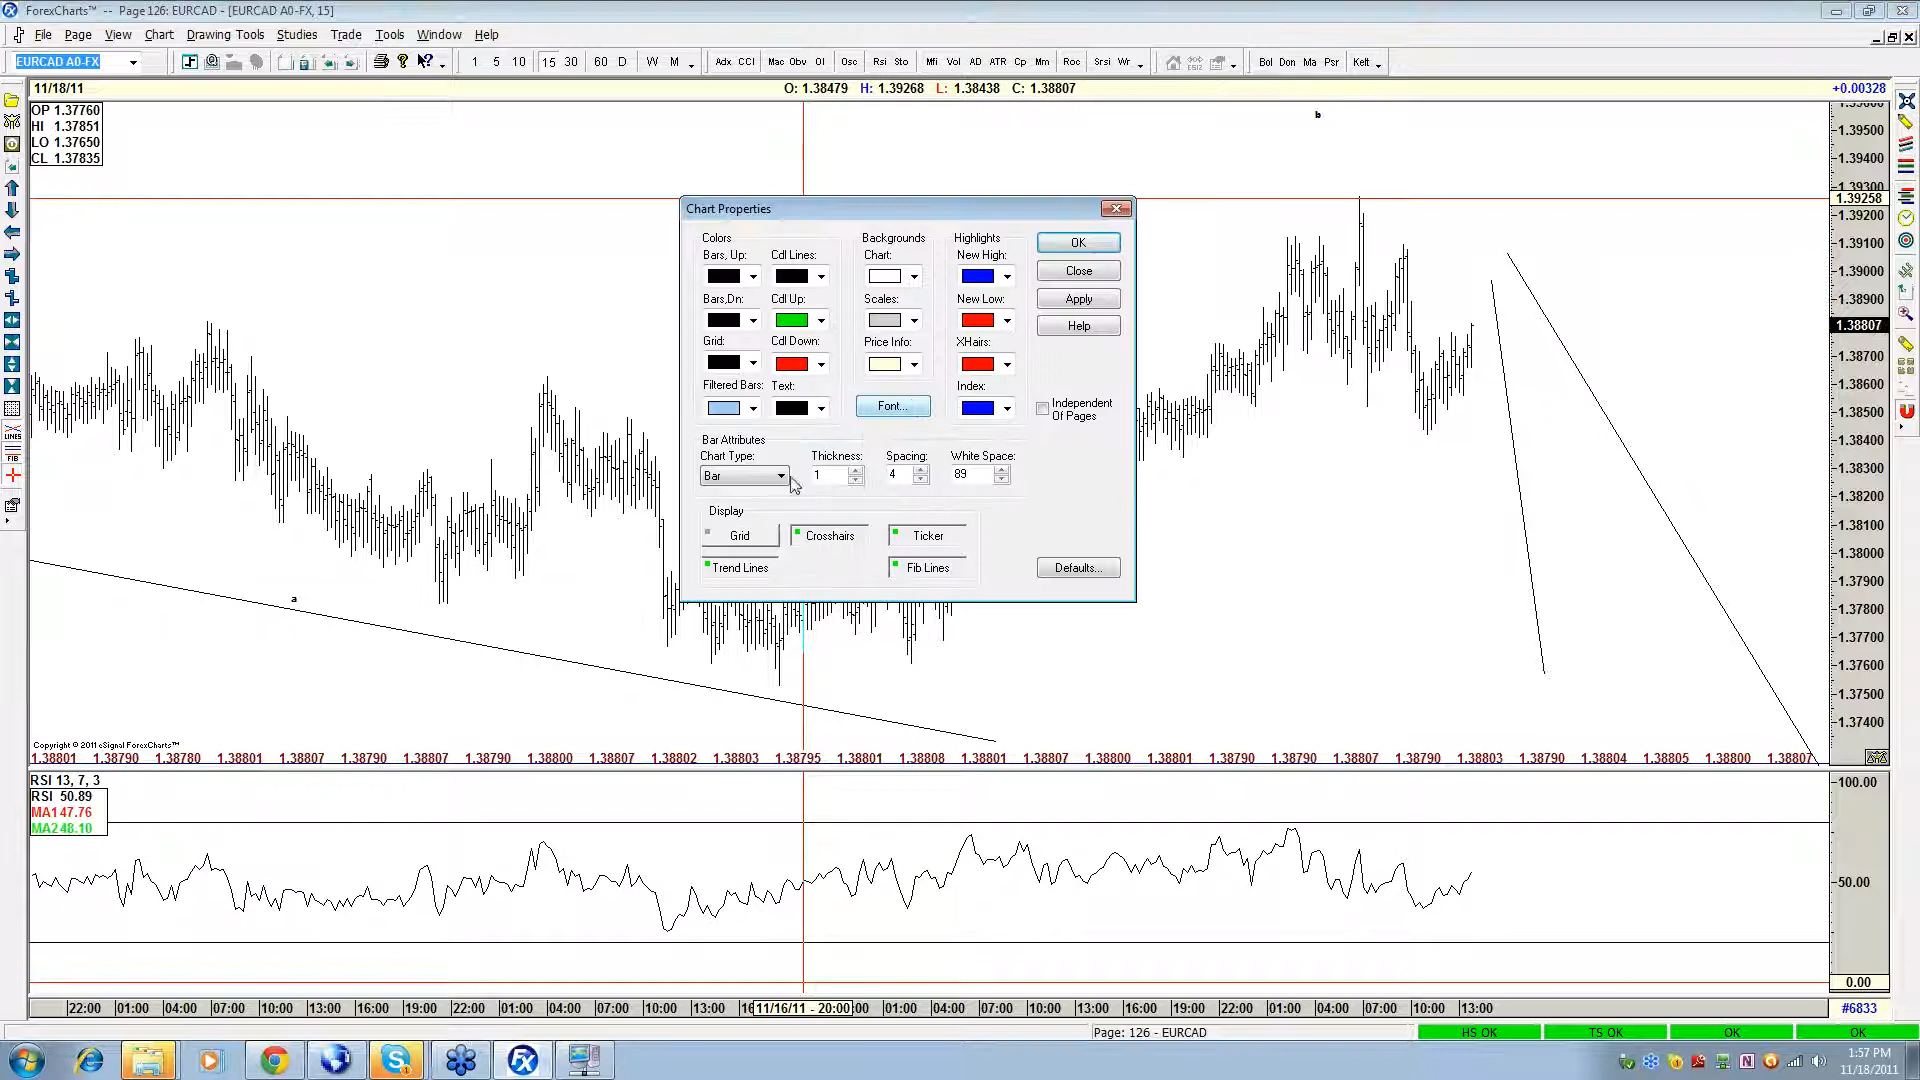 ForexCharts™ -- Page 126: EURCAD - [EURCAD A0-FX, 15]
File Page View Chart Drawing Tools Studies Trade Tools Window Help
EURCAD A0-FX 1 5 10 15 30 60 D W M Adx CCI Mac Obv OI Osc Rsi Sto Mfi Vol AD ATR Cp Mm Roc Srsi Wr Bol Don Ma Psr Kelt
11/18/11 O: 1.38479 H: 1.39268 L: 1.38438 C: 1.38807 +0.00328
OP 1.37760
HI 1.37851
LO 1.37650
CL 1.37835
b
1.39500
1.39400
1.39300
1.39258
1.39200
1.39100
1.39000
1.38900
1.38807
1.38700
1.38600
1.38500
1.38400
1.38300
1.38200
1.38100
1.38000
1.37900
1.37800
1.37700
1.37600
1.37500
1.37400
Chart Properties
Colors Backgrounds Highlights
Bars, Up: Cdl Lines: Chart: New High:
Bars,Dn: Cdl Up: Scales: New Low:
Grid: Cdl Down: Price Info: XHairs:
Filtered Bars: Text: Font... Index:
OK
Close
Apply
Help
Independent
Of Pages
Bar Attributes
Chart Type: Thickness: Spacing: White Space:
Bar 1 4 89
Display
Grid Crosshairs Ticker
Trend Lines Fib Lines
Defaults...
a
LINES
FIB
Copyright © 2011 eSignal ForexCharts™
1.38801 1.38790 1.38780 1.38807 1.38790 1.38807 1.38790 1.38800 1.38807 1.38790 1.38802 1.38803 1.38795 1.38801 1.38808 1.38790 1.38807 1.38800 1.38801 1.38807 1.38790 1.38790 1.38807 1.38790 1.38803 1.38790 1.38804 1.38805 1.38800 1.38807
RSI 13, 7, 3
RSI 50.89
MA1 47.76
MA2 48.10
100.00
50.00
0.00
22:00 01:00 04:00 07:00 10:00 13:00 16:00 19:00 22:00 01:00 04:00 07:00 10:00 13:00 16 11/16/11 - 20:00 :00 01:00 04:00 07:00 10:00 13:00 16:00 19:00 22:00 01:00 04:00 07:00 10:00 13:00 #6833
Page: 126 - EURCAD HS OK TS OK OK OK
1:57 PM
11/18/2011